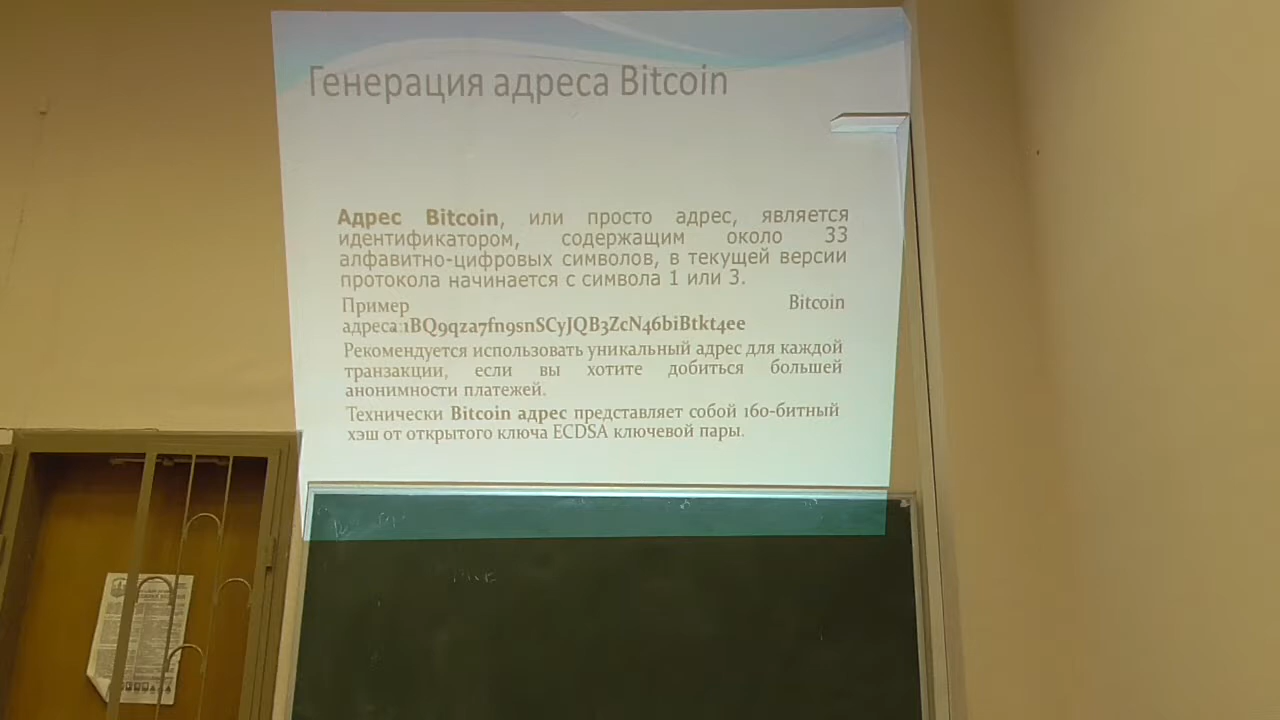 Генерация адреса Bitcoin
Адрес Bitcoin, или просто адрес, является
идентификатором, содержащим около 33
алфавитно-цифровых символов, в текущей версии
протокола начинается с символа 1 или 3.
Пример Bitcoin
адреса:1BQ9qza7fn9snSCyJQB3ZcN46biBtkt4ee
Рекомендуется использовать уникальный адрес для каждой
транзакции, если вы хотите добиться большей
анонимности платежей.
Технически Bitcoin адрес представляет собой 160-битный
хэш от открытого ключа ECDSA ключевой пары.